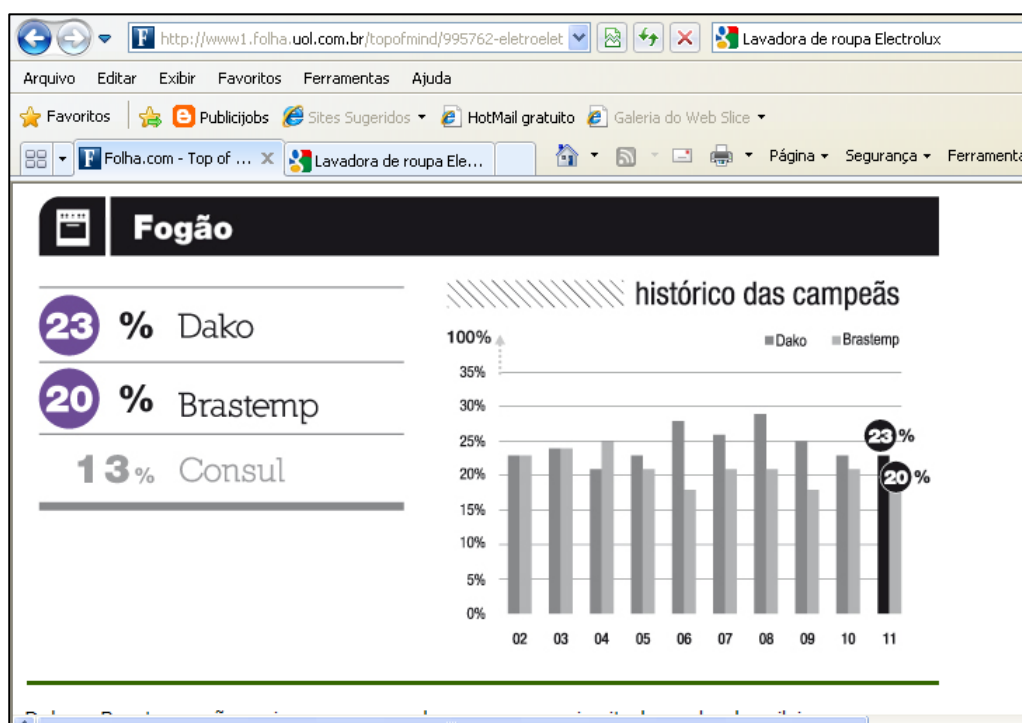 http://www1.folha.uol.com.br/topofmind/995762-eletroelet
Lavadora de roupa Electrolux
Arquivo Editar Exibir Favoritos Ferramentas Ajuda
Favoritos Publicijobs Sites Sugeridos HotMail gratuito Galeria do Web Slice
Folha.com - Top of ... Lavadora de roupa Ele... Página Segurança Ferramenta
Fogão
23 % Dako
20 % Brastemp
13% Consul
histórico das campeãs
Dako Brastemp
100%
35%
30%
25%
20%
15%
10%
5%
0%
23%
20%
02 03 04 05 06 07 08 09 10 11